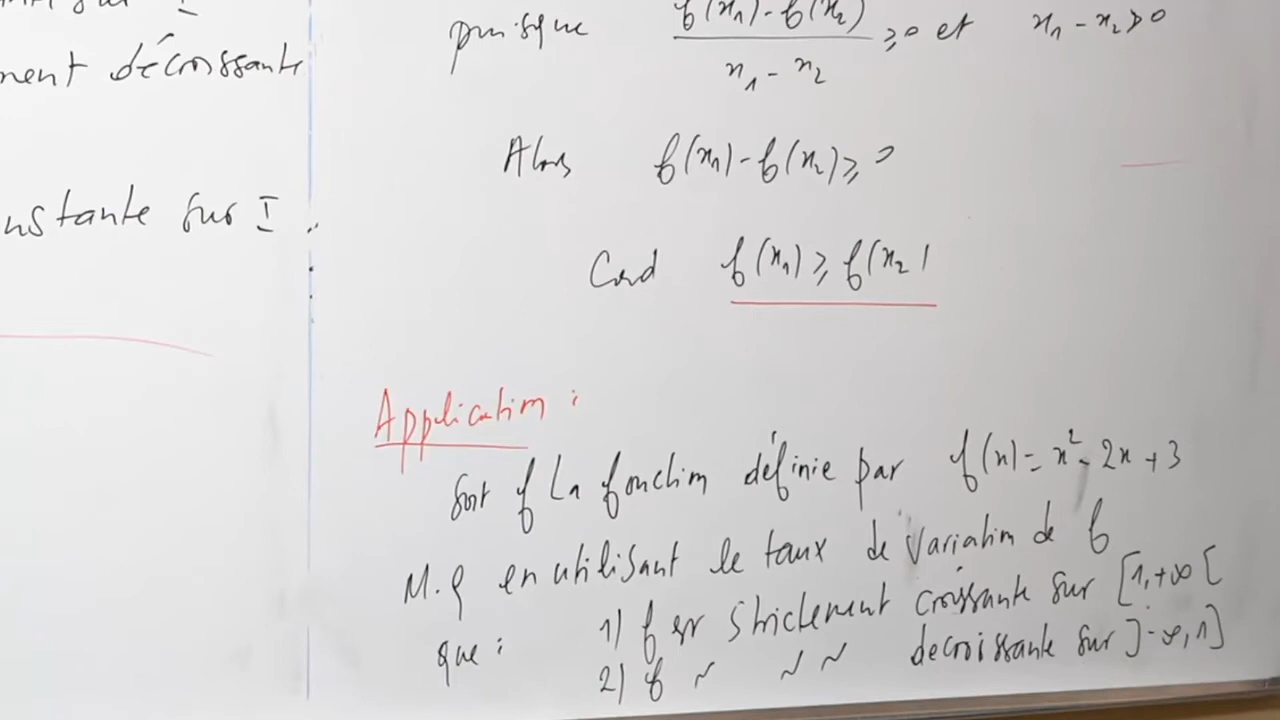 sur I
ment décroissante
nstante sur I.
puisque (f(x₁)-f(x₂))/(x₁-x₂) ≥0 et x₁-x₂>0
Alors f(x₁)-f(x₂)≥0
f(x₁)≥f(x₂)
Application :
Soit f la fonction définie par f(x)=x²-2x+3
M.q en utilisant le taux de variation de f
que : 1) f est strictement croissante sur [1,+∞[
2) f ~ ~ ~ decroissante sur ]-∞,1]